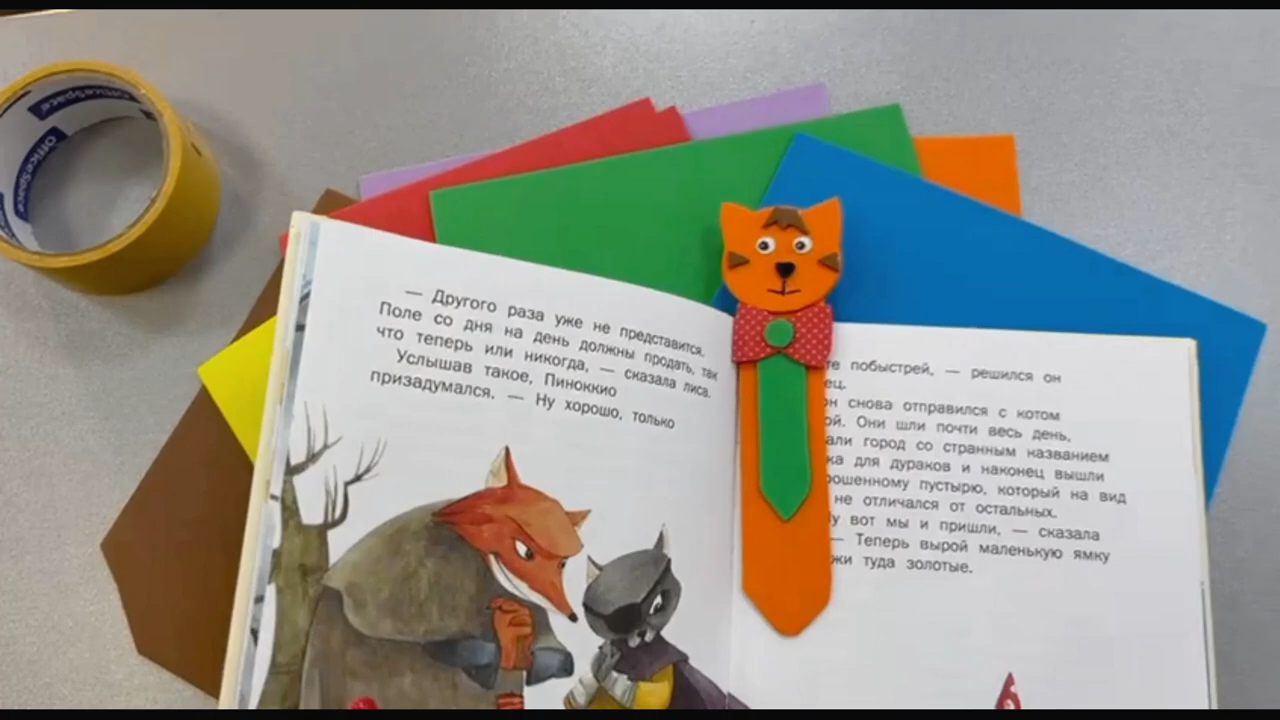 OfficeSpace
OfficeSpace
— Другого раза уже не представится.
Поле со дня на день должны продать, так
что теперь или никогда, — сказала лиса.
Услышав такое, Пиноккио
призадумался. — Ну хорошо, только
те побыстрей, — решился он
ец.
он снова отправился с котом
ой. Они шли почти весь день,
али город со странным названием
ка для дураков и наконец вышли
рошенному пустырю, который на вид
не отличался от остальных.
у вот мы и пришли, — сказала
— Теперь вырой маленькую ямку
жи туда золотые.